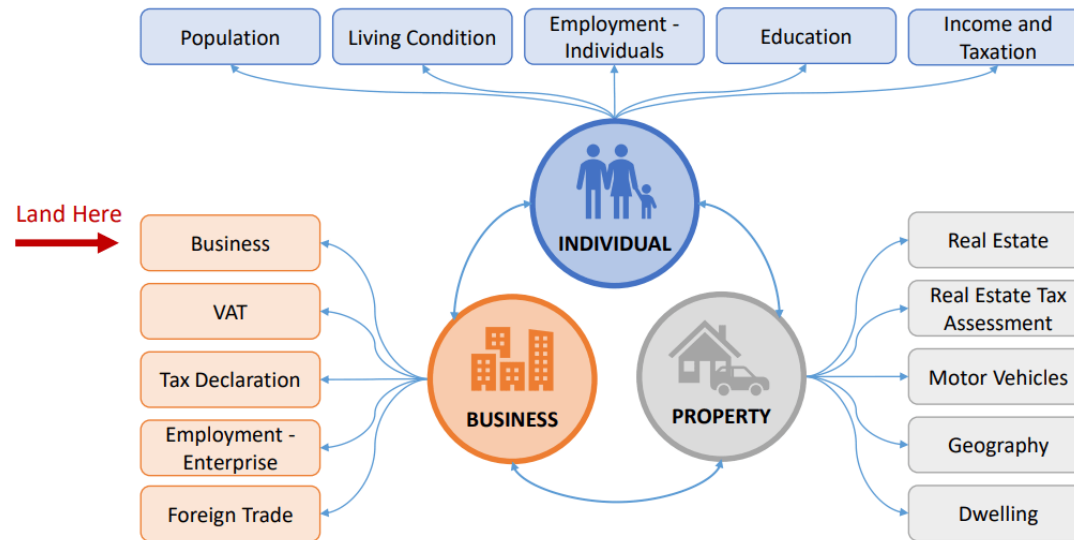 Population
Living Condition
Employment -
Individuals
Education
Income and
Taxation
INDIVIDUAL
Land Here
Business
VAT
Tax Declaration
Employment -
Enterprise
Foreign Trade
BUSINESS
PROPERTY
Real Estate
Real Estate Tax
Assessment
Motor Vehicles
Geography
Dwelling